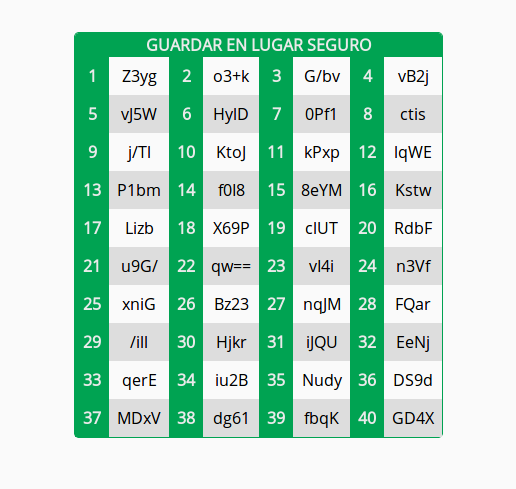 GUARDAR EN LUGAR SEGURO
1 Z3yg 2 o3+k 3 G/bv 4 vB2j
5 vJ5W 6 HyID 7 0Pf1 8 ctis
9 j/TI 10 KtoJ 11 kPxp 12 IqWE
13 P1bm 14 f0I8 15 8eYM 16 Kstw
17 Lizb 18 X69P 19 cIUT 20 RdbF
21 u9G/ 22 qw== 23 vI4i 24 n3Vf
25 xniG 26 Bz23 27 nqJM 28 FQar
29 /iII 30 Hjkr 31 iJQU 32 EeNj
33 qerE 34 iu2B 35 Nudy 36 DS9d
37 MDxV 38 dg61 39 fbqK 40 GD4X